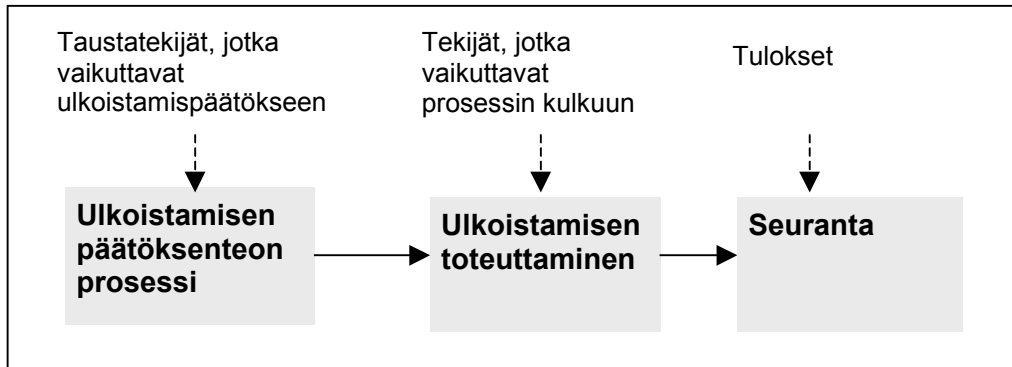 Taustatekijät, jotka
vaikuttavat
ulkoistamispäätökseen
Tekijät, jotka
vaikuttavat
prosessin kulkuun
Tulokset
Ulkoistamisen
päätöksenteon
prosessi
Ulkoistamisen
toteuttaminen
Seuranta